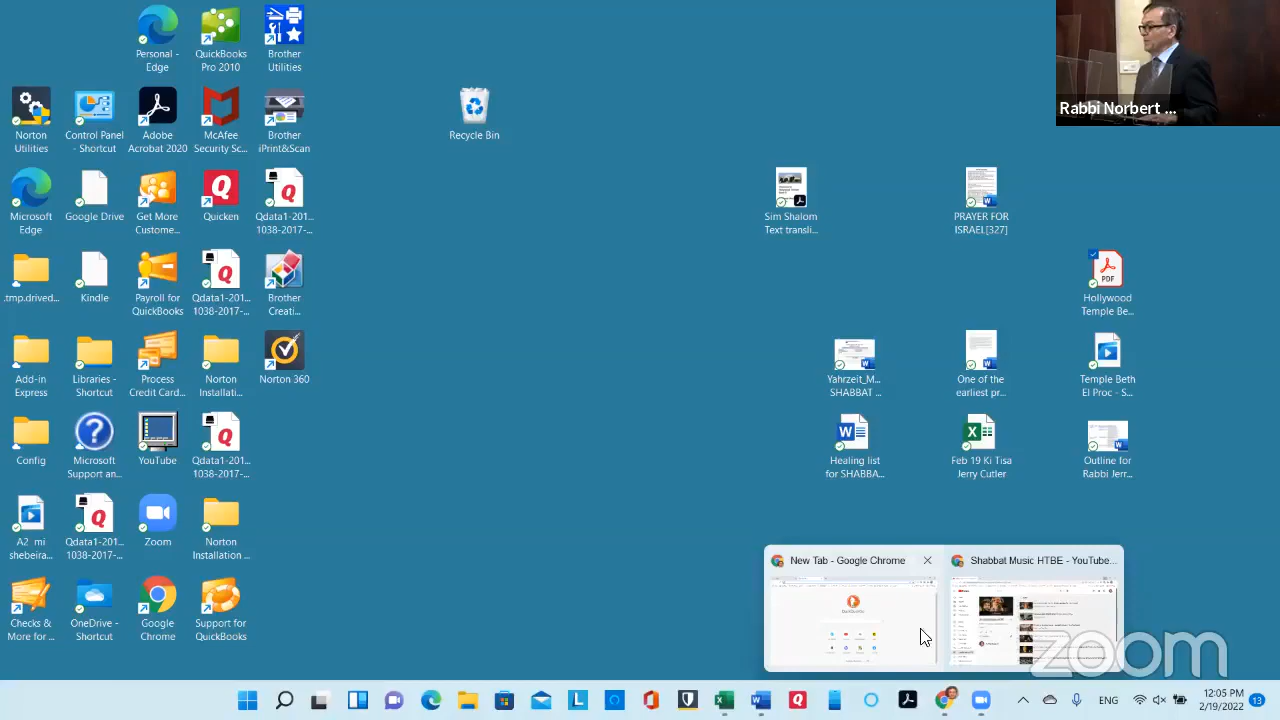 Personal -
Edge
QuickBooks
Pro 2010
Brother
Utilities
Rabbi Norbert ...
Norton
Utilities
Control Panel
- Shortcut
Adobe
Acrobat 2020
McAfee
Security Sc...
Brother
iPrint&Scan
Recycle Bin
Microsoft
Edge
Google Drive
Get More
Custome...
Quicken
Qdata1-201...
1038-2017-...
Sim Shalom
Text transli...
PRAYER FOR
ISRAEL[327]
.tmp.drived...
Kindle
Payroll for
QuickBooks
Qdata1-201...
1038-2017-...
Brother
Creati...
PDF
Hollywood
Temple Be...
Add-in
Express
Libraries -
Shortcut
Process
Credit Card...
Norton
Installati...
Norton 360
Yahrzeit_M...
SHABBAT ...
One of the
earliest pr...
Temple Beth
El Proc - S...
Config
Microsoft
Support an...
YouTube
Qdata1-201...
1038-2017-...
Healing list
for SHABBA...
Feb 19 Ki Tisa
Jerry Cutler
Outline for
Rabbi Jerr...
A2 mi
shebeira...
Qdata1-201...
1038-2017-...
Zoom
Norton
Installation ...
New Tab - Google Chrome
Shabbat Music HTBE - YouTube...
Checks &
More for ...
OneDrive -
Shortcut
Google
Chrome
Support for
QuickBooks
zoom
ENG
12:05 PM
2/19/2022
13